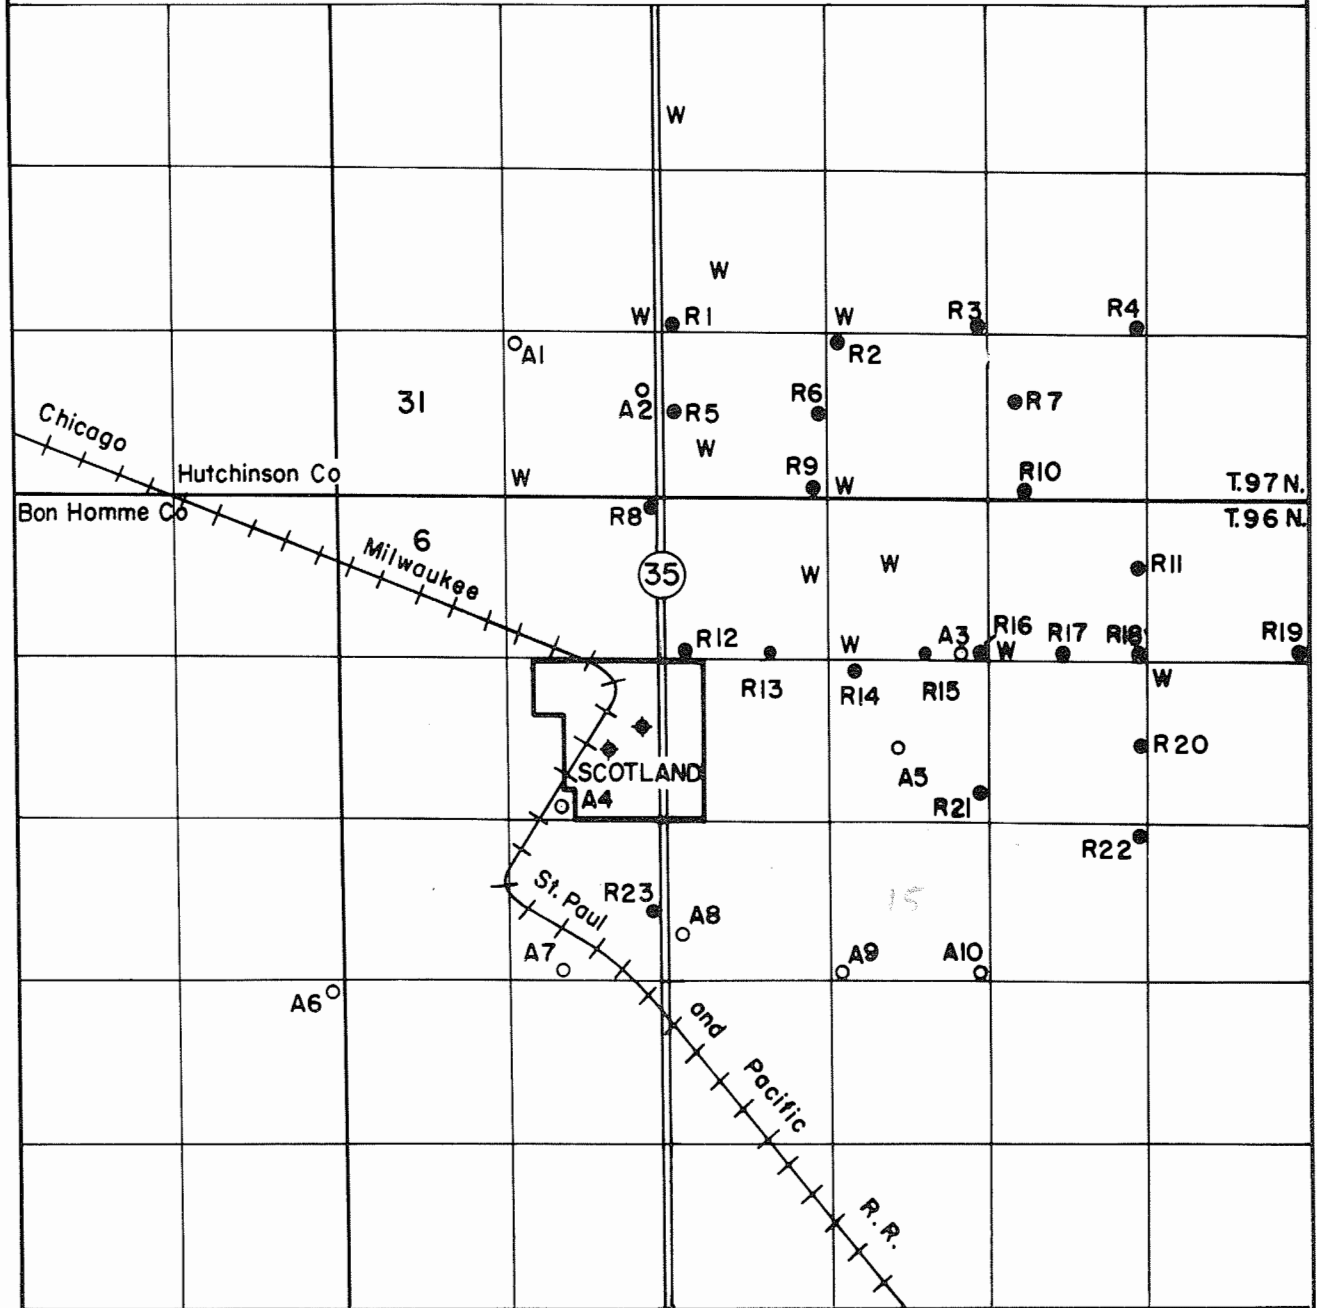 W
W
W R1 W R3 R4
A1 R2
31 A2 R5 R6 R7
Chicago
W
Hutchinson Co W R9 W R10 T.97 N.
Bon Homme Co R8 T.96 N.
6
Milwaukee
35 W W R11
R12 W A3 R16 W R17 R18 R19
R13 R14 R15 W
A5 R20
SCOTLAND
A4 R21
R22
St. Paul R23 A8 15
A7 A9 A10
A6
and
Pacific
R.R.